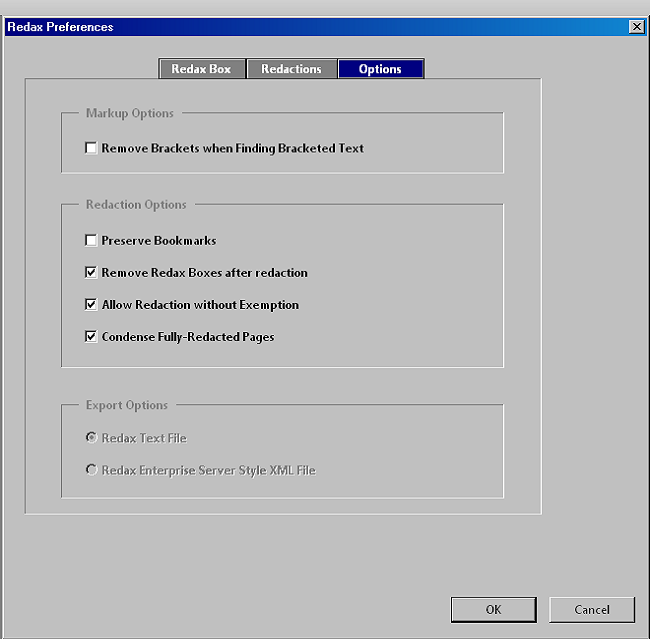 Redax Preferences
Redax Box Redactions Options
Markup Options
Remove Brackets when Finding Bracketed Text
Redaction Options
Preserve Bookmarks
Remove Redax Boxes after redaction
Allow Redaction without Exemption
Condense Fully-Redacted Pages
Export Options
Redax Text File
Redax Enterprise Server Style XML File
OK Cancel